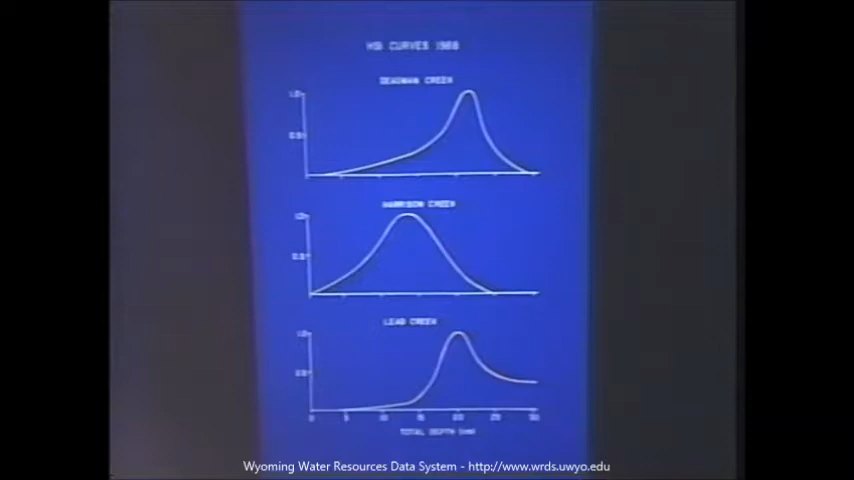 HSI CURVES 1988
DEADMAN CREEK
1.0
0.5
HARRISON CREEK
1.0
0.5
LEAD CREEK
1.0
0.5
0 5 10 15 20 25 30
TOTAL DEPTH
Wyoming Water Resources Data System - http://www.wrds.uwyo.edu